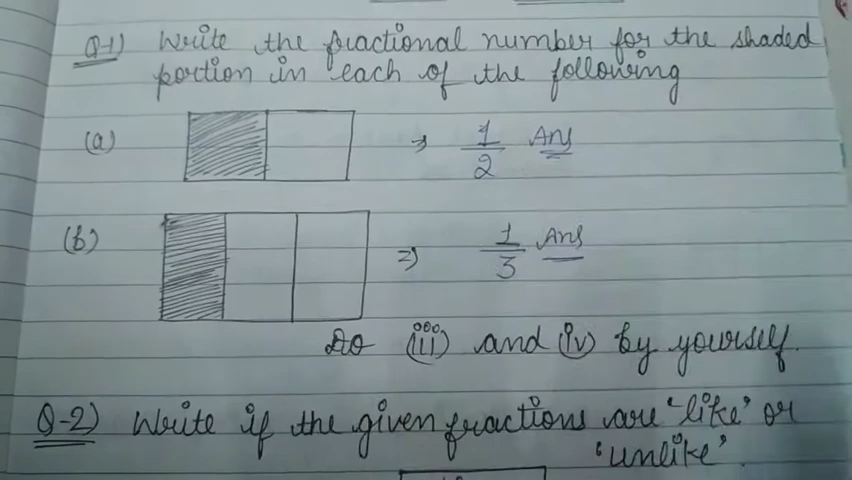 Q-1) Write the fractional number for the shaded
portion in each of the following
(a) ⇒ 1/2 Ans
(b) ⇒ 1/3 Ans
Do (iii) and (iv) by yourself.
Q-2) Write if the given fractions are 'like' or
'unlike'.